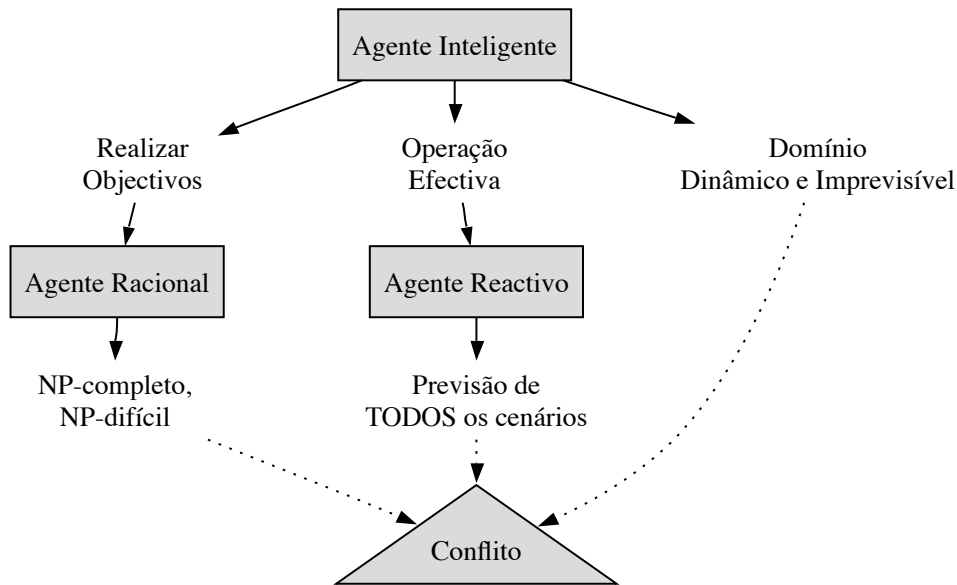 Agente Inteligente
Realizar
Objectivos
Operação
Efectiva
Domínio
Dinâmico e Imprevisível
Agente Racional
Agente Reactivo
NP-completo,
NP-difícil
Previsão de
TODOS os cenários
Conflito